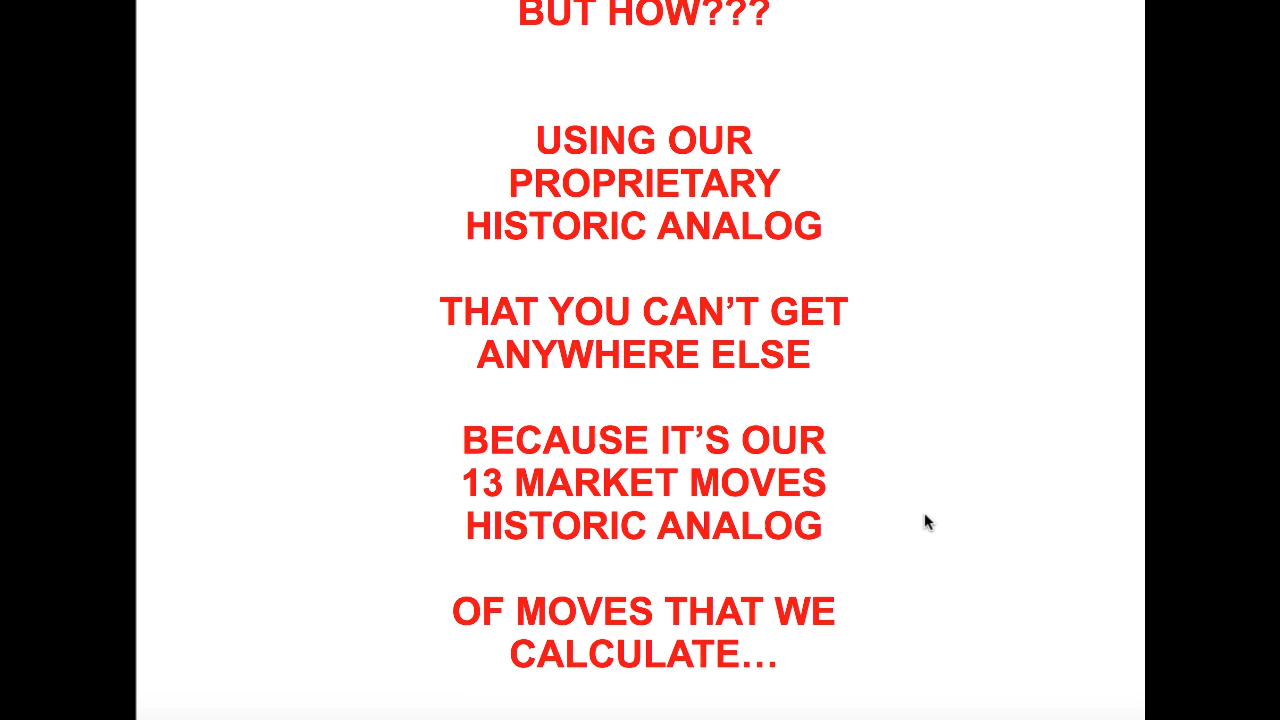 BUT HOW???
USING OUR
PROPRIETARY
HISTORIC ANALOG
THAT YOU CAN’T GET
ANYWHERE ELSE
BECAUSE IT’S OUR
13 MARKET MOVES
HISTORIC ANALOG
OF MOVES THAT WE
CALCULATE…